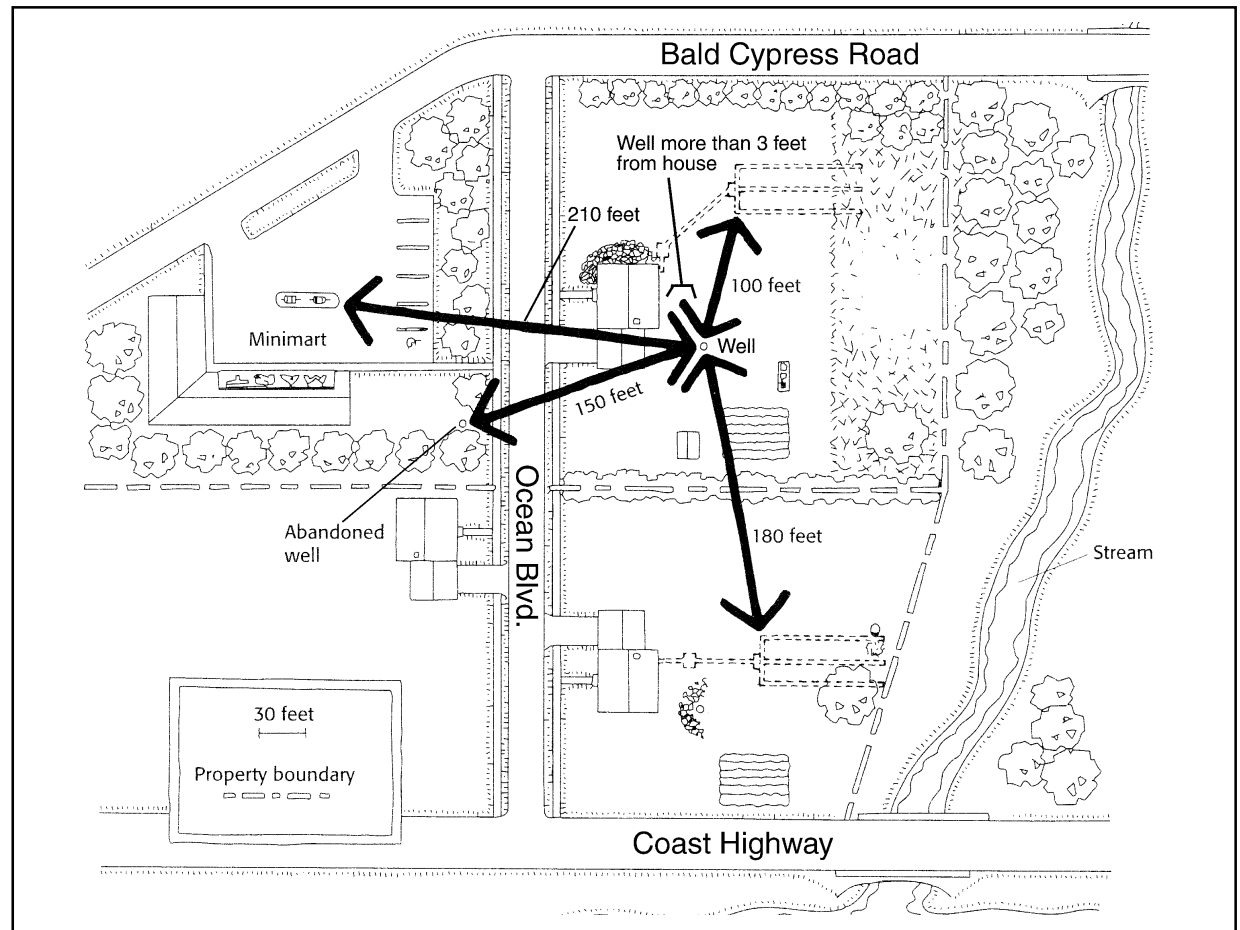 Bald Cypress Road
Well more than 3 feet
from house
210 feet
100 feet
Minimart
Well
150 feet
Abandoned
well
Ocean Blvd.
180 feet
Stream
30 feet
Property boundary
Coast Highway